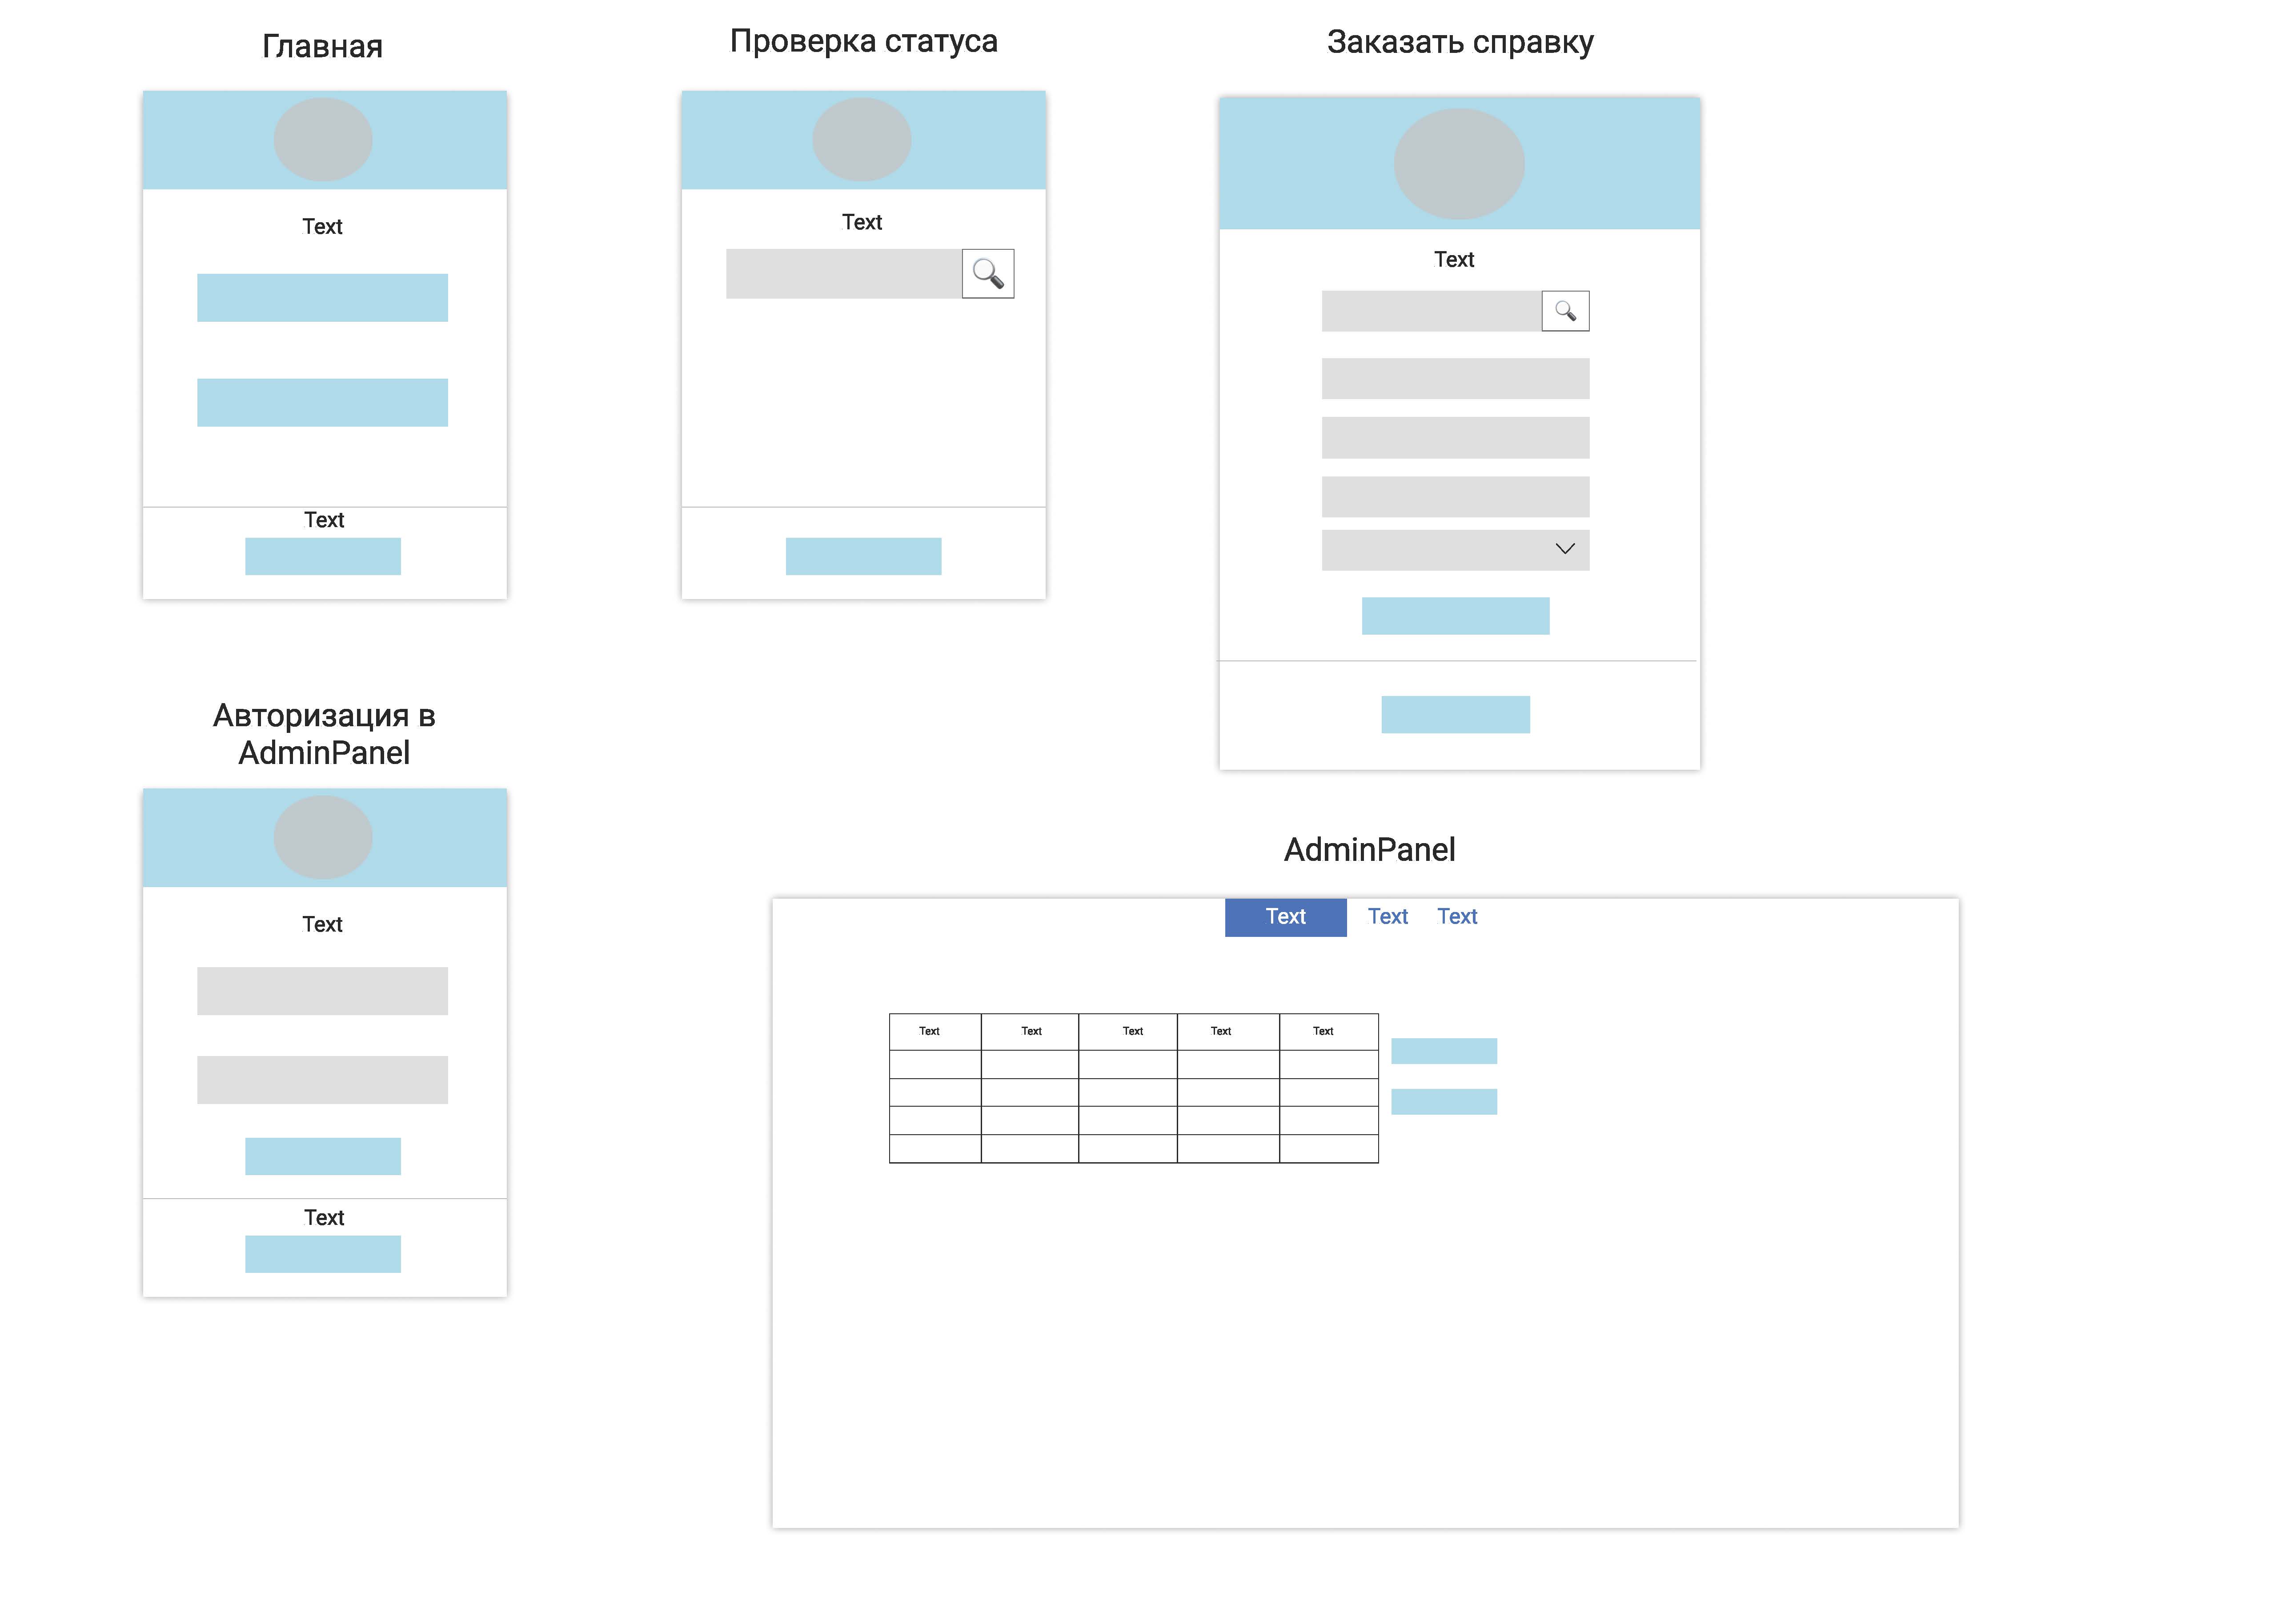 Главная
Проверка статуса
Заказать справку
Text
Text
Text
Text
Авторизация в
AdminPanel
Text
Text
AdminPanel
Text Text Text
Text Text Text Text Text